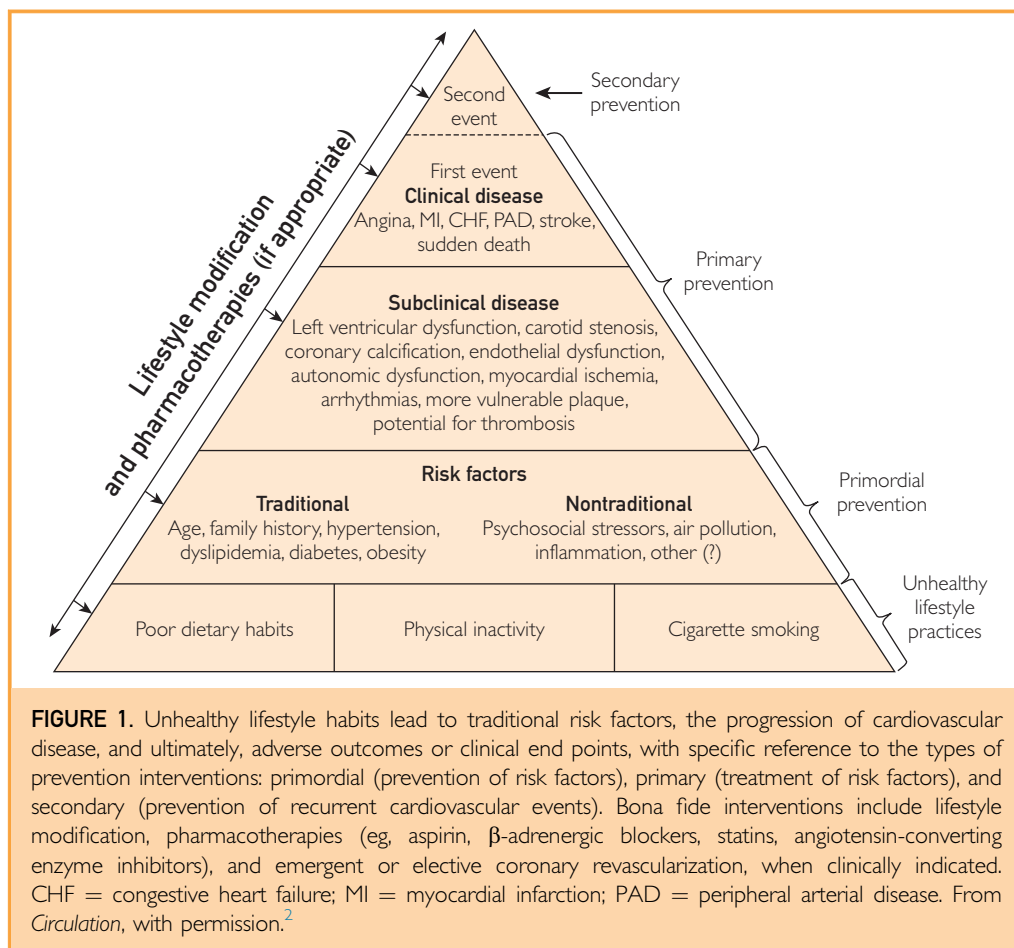 Lifestyle modification
and pharmacotherapies (if appropriate)
Second
event
Secondary
prevention
First event
Clinical disease
Angina, MI, CHF, PAD, stroke,
sudden death
Primary
prevention
Subclinical disease
Left ventricular dysfunction, carotid stenosis,
coronary calcification, endothelial dysfunction,
autonomic dysfunction, myocardial ischemia,
arrhythmias, more vulnerable plaque,
potential for thrombosis
Risk factors
Traditional
Age, family history, hypertension,
dyslipidemia, diabetes, obesity
Nontraditional
Psychosocial stressors, air pollution,
inflammation, other (?)
Primordial
prevention
Poor dietary habits
Physical inactivity
Cigarette smoking
Unhealthy
lifestyle
practices
FIGURE 1. Unhealthy lifestyle habits lead to traditional risk factors, the progression of cardiovascular
disease, and ultimately, adverse outcomes or clinical end points, with specific reference to the types of
prevention interventions: primordial (prevention of risk factors), primary (treatment of risk factors), and
secondary (prevention of recurrent cardiovascular events). Bona fide interventions include lifestyle
modification, pharmacotherapies (eg, aspirin, β-adrenergic blockers, statins, angiotensin-converting
enzyme inhibitors), and emergent or elective coronary revascularization, when clinically indicated.
CHF = congestive heart failure; MI = myocardial infarction; PAD = peripheral arterial disease. From
Circulation, with permission.2